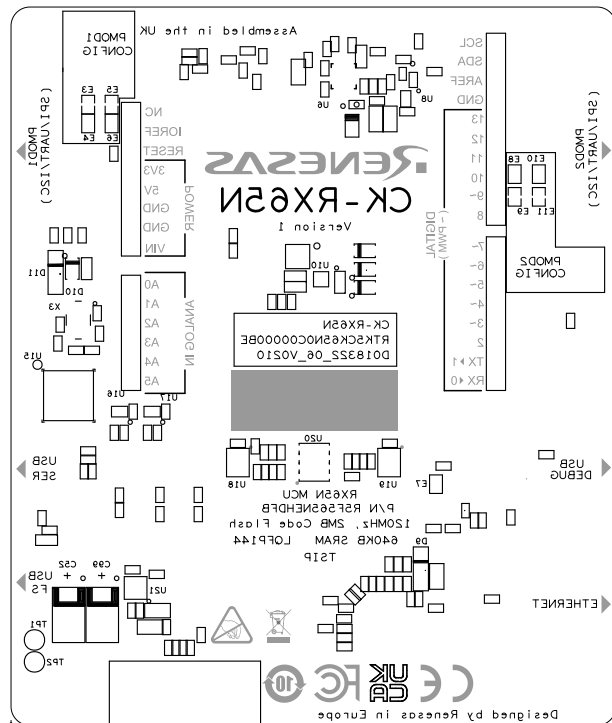 Assembled in the UK
PMOD1
CONFIG
E3 E5
E4 E6
(SPI/UART/I2C)
PMOD1
NC
IOREF
RESET
3V3
5V
GND
GND
VIN
POWER
U6
U8
SCL
SDA
AREF
GND
13
12
11
10
~9
8
DIGITAL
(~ PWM)
(SPI/UART/I2C)
PMOD2
E8 E10
E9 E11
PMOD2
CONFIG
RENESAS
CK-RX65N
Version 1
U10
D11
D10
X3
U15
A0
A1
A2
A3
A4
A5
ANALOG IN
U16
U17
~7
~6
~5
4
~3
2
TX 1
RX 0
CK-RX65N
RTK5CK65N0C00000BE
D018322_06_V0210
U18
U20
U19
USB
SER
USB
DEBUG
E7
RX65N MCU
P/N R5F565NEHDFB
120MHz, 2MB Code Flash
640KB SRAM LQFP144
TSIP
D9
USB
FS
C52 C99
+ +
U21
TP1
TP2
ETHERNET
10
FC
UK
CA
CE
Designed by Renesas in Europe